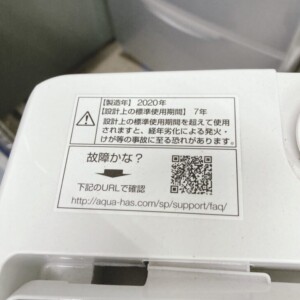 【製造年】2020年
【設計上の標準使用期間】7年
設計上の標準使用期間を超えて使用
されますと、経年劣化による発火・
けが等の事故に至る恐れがあります。
故障かな？
下記のURLで確認
http://aqua-has.com/sp/support/faq/